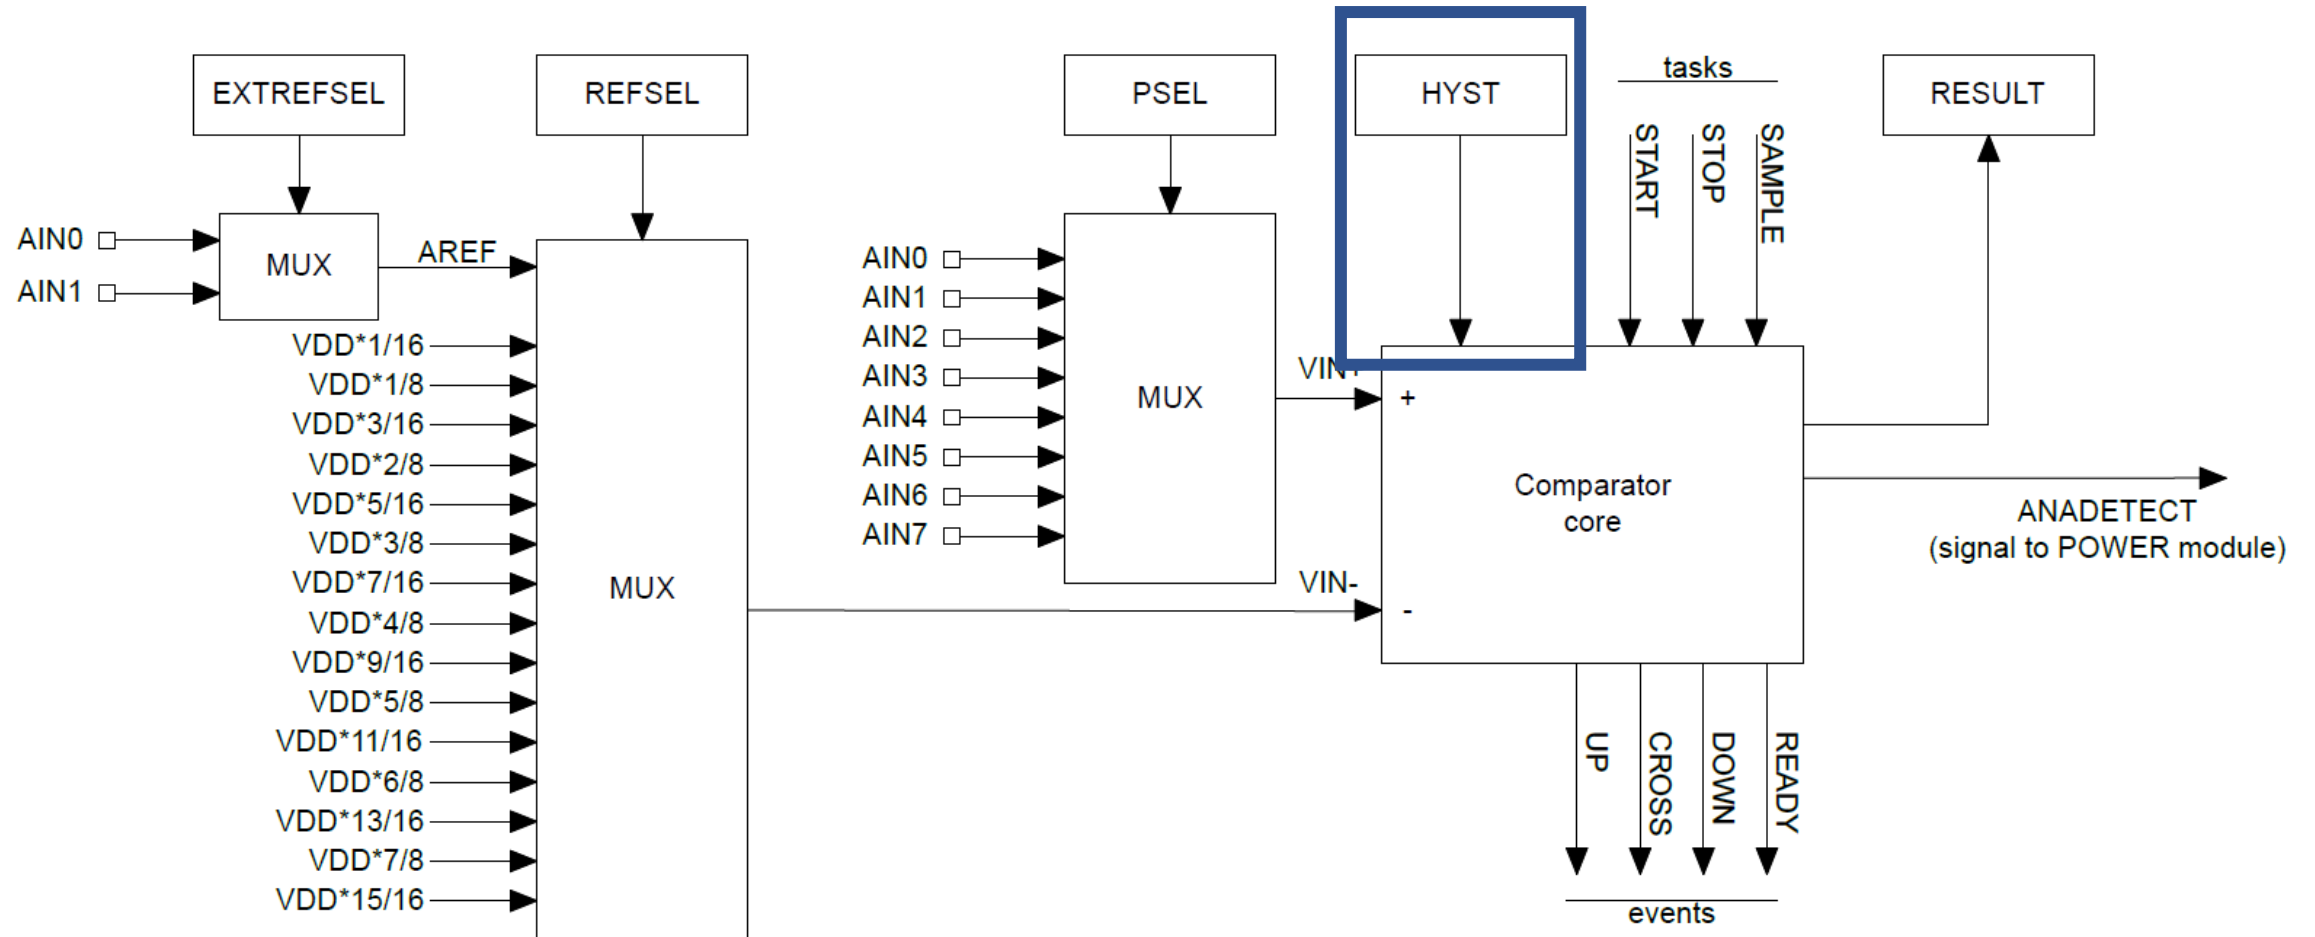 EXTREFSEL
REFSEL
PSEL
HYST
tasks
START
STOP
SAMPLE
RESULT
AIN0
AIN1
MUX
AREF
VDD*1/16
VDD*1/8
VDD*3/16
VDD*2/8
VDD*5/16
VDD*3/8
VDD*7/16
VDD*4/8
VDD*9/16
VDD*5/8
VDD*11/16
VDD*6/8
VDD*13/16
VDD*7/8
VDD*15/16
MUX
AIN0
AIN1
AIN2
AIN3
AIN4
AIN5
AIN6
AIN7
MUX
VIN+
+
VIN-
-
Comparator
core
ANADETECT
(signal to POWER module)
UP
CROSS
DOWN
READY
events